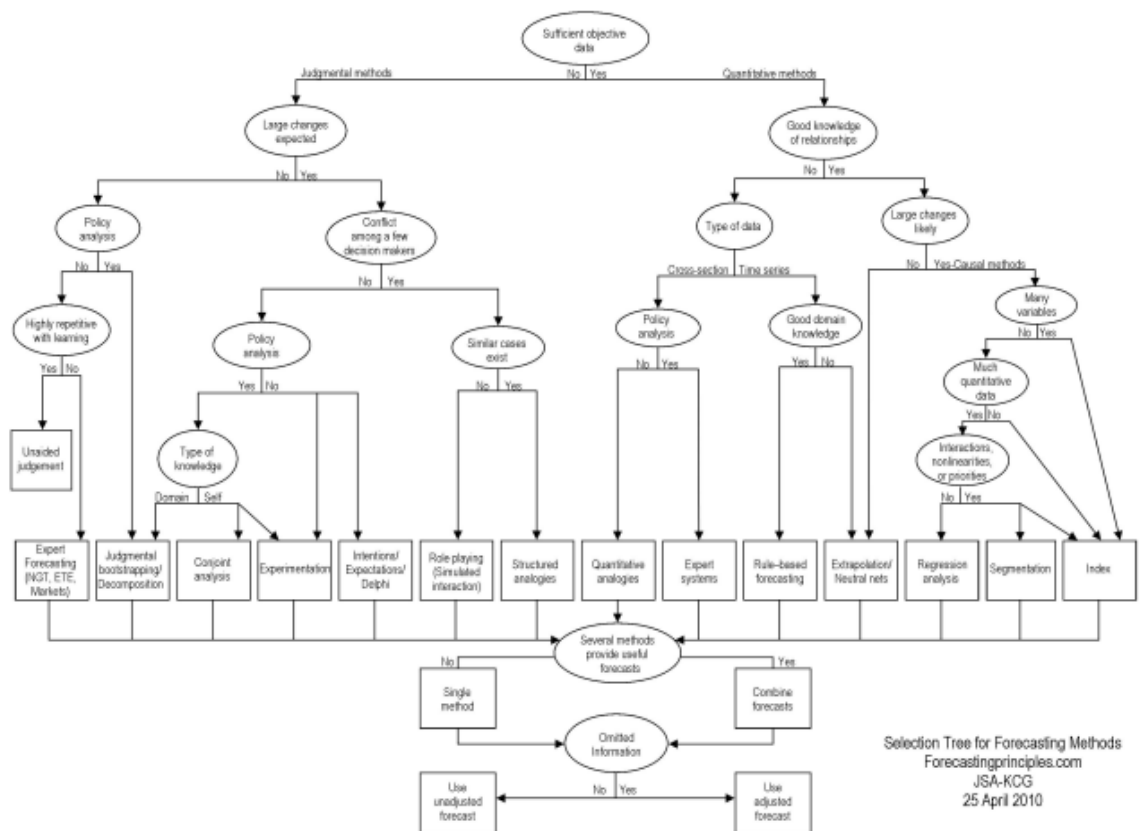 Sufficient objective
data
Judgmental methods
No
Yes
Quantitative methods
Large changes
expected
Good knowledge
of relationships
No
Yes
No
Yes
Policy
analysis
Conflict
among a few
decision makers
Type of data
Large changes
likely
No
Yes
No
Yes
Cross-section
Time series
No
Yes-Causal methods
Highly repetitive
with learning
Policy
analysis
Similar cases
exist
Policy
analysis
Good domain
knowledge
Many
variables
No
Yes
Yes
No
Yes
No
No
Yes
No
Yes
Yes
No
Much
quantitative
data
Yes
No
Unaided
judgement
Type of
knowledge
Interactions,
nonlinearities,
or priorities
Domain
Self
No
Yes
Expert
Forecasting
(NGT, ETE,
Markets)
Judgmental
bootstrapping/
Decomposition
Conjoint
analysis
Experimentation
Intentions/
Expectations/
Delphi
Role playing
(Simulated
interaction)
Structured
analogies
Quantitative
analogies
Expert
systems
Rule-based
forecasting
Extrapolation/
Neutral nets
Regression
analysis
Segmentation
Index
Several methods
provide useful
forecasts
No
Yes
Single
method
Combine
forecasts
Omitted
Information
No
Yes
Use
unadjusted
forecast
Use
adjusted
forecast
Selection Tree for Forecasting Methods
Forecastingprinciples.com
JSA-KCG
25 April 2010